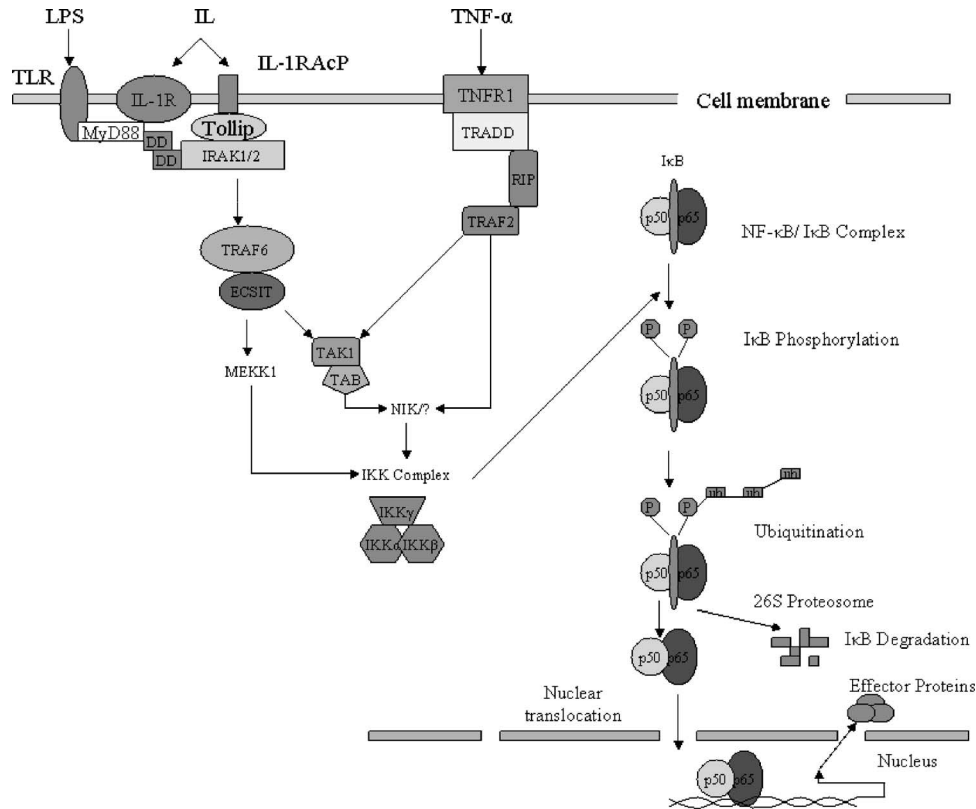 LPS
IL
TNF-α
IL-1RAcP
TLR
IL-1R
TNFR1
Cell membrane
MyD88
Tollip
TRADD
DD
DD
IRAK1/2
RIP
IκB
TRAF2
p50
p65
NF-κB/ IκB Complex
TRAF6
ECSIT
P
P
IκB Phosphorylation
TAK1
MEKK1
TAB
p50
p65
NIK/?
IKK Complex
ub
ub
ub
P
P
IKKγ
Ubiquitination
IKKα
IKKβ
p50
p65
26S Proteosome
IκB Degradation
p50
p65
Effector Proteins
Nuclear
translocation
Nucleus
p50
p65